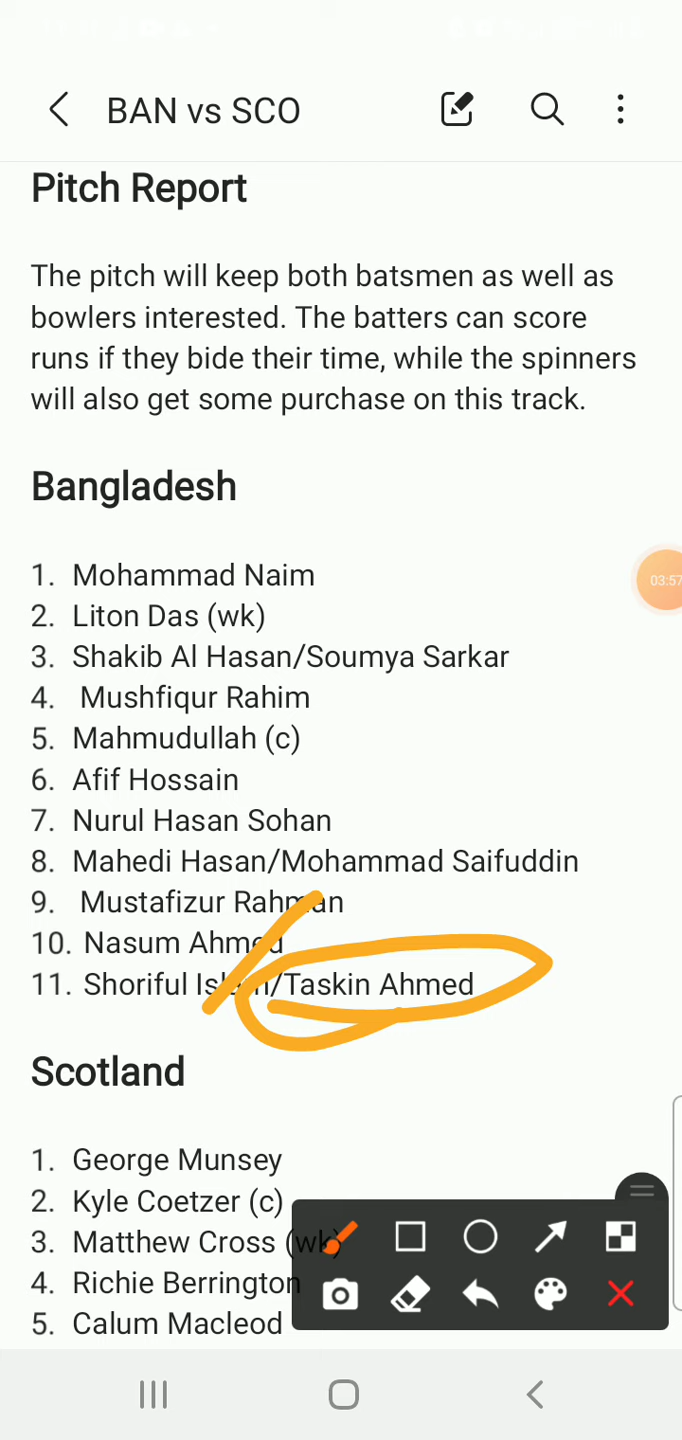 BAN vs SCO
Pitch Report
The pitch will keep both batsmen as well as
bowlers interested. The batters can score
runs if they bide their time, while the spinners
will also get some purchase on this track.
Bangladesh
1. Mohammad Naim
2. Liton Das (wk)
3. Shakib Al Hasan/Soumya Sarkar
4. Mushfiqur Rahim
5. Mahmudullah (c)
6. Afif Hossain
7. Nurul Hasan Sohan
8. Mahedi Hasan/Mohammad Saifuddin
9. Mustafizur Rahman
10. Nasum Ahmed
11. Shoriful Islam/Taskin Ahmed
Scotland
1. George Munsey
2. Kyle Coetzer (c)
3. Matthew Cross (wk)
4. Richie Berrington
5. Calum Macleod
03:57